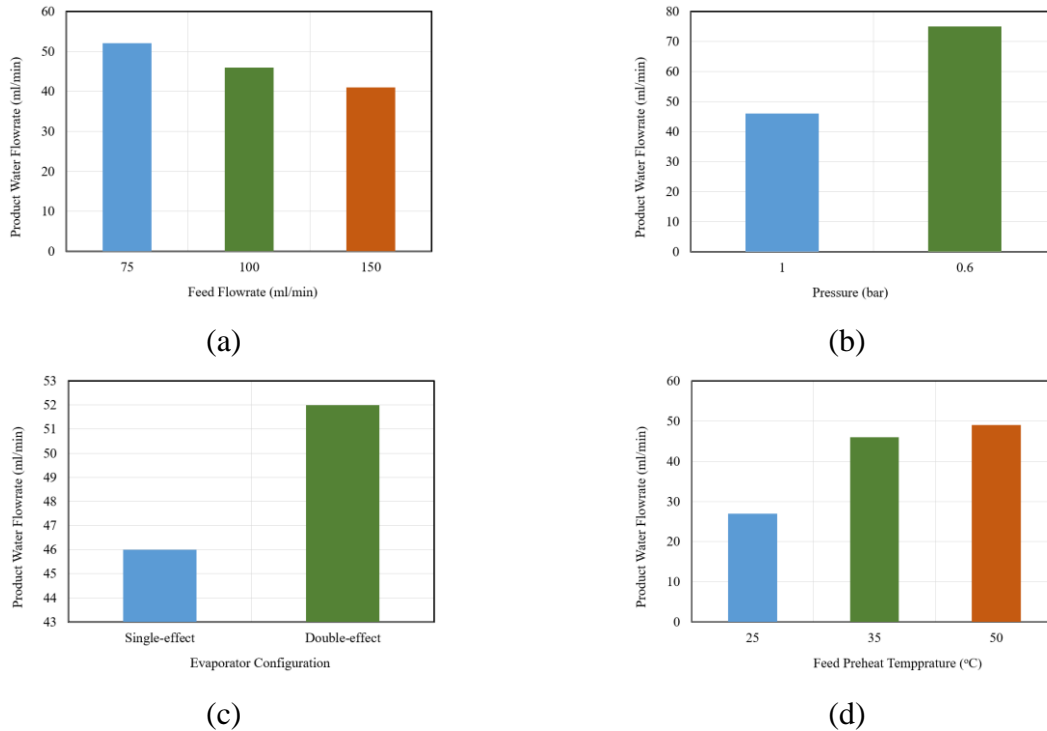 Product Water Flowrate (ml/min)
60
50
40
30
20
10
0
75 100 150
Feed Flowrate (ml/min)
(a)
Product Water Flowrate (ml/min)
80
70
60
50
40
30
20
10
0
1 0.6
Pressure (bar)
(b)
Product Water Flowrate (ml/min)
53
52
51
50
49
48
47
46
45
44
43
Single-effect Double-effect
Evaporator Configuration
(c)
Product Water Flowrate (ml/min)
60
50
40
30
20
10
0
25 35 50
Feed Preheat Tempprature (°C)
(d)